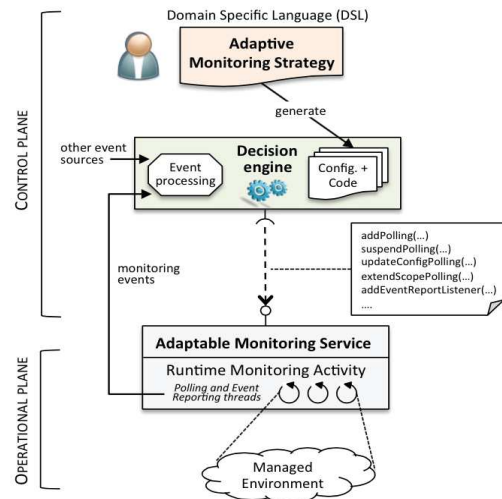 Domain Specific Language (DSL)
Adaptive
Monitoring Strategy
generate
CONTROL PLANE
other event
sources
Event
processing
Decision
engine
Config. +
Code
monitoring
events
addPolling(...)
suspendPolling(...)
updateConfigPolling(...)
extendScopePolling(...)
addEventReportListener(...)
....
Adaptable Monitoring Service
Runtime Monitoring Activity
Polling and Event
Reporting threads
OPERATIONAL PLANE
Managed
Environment